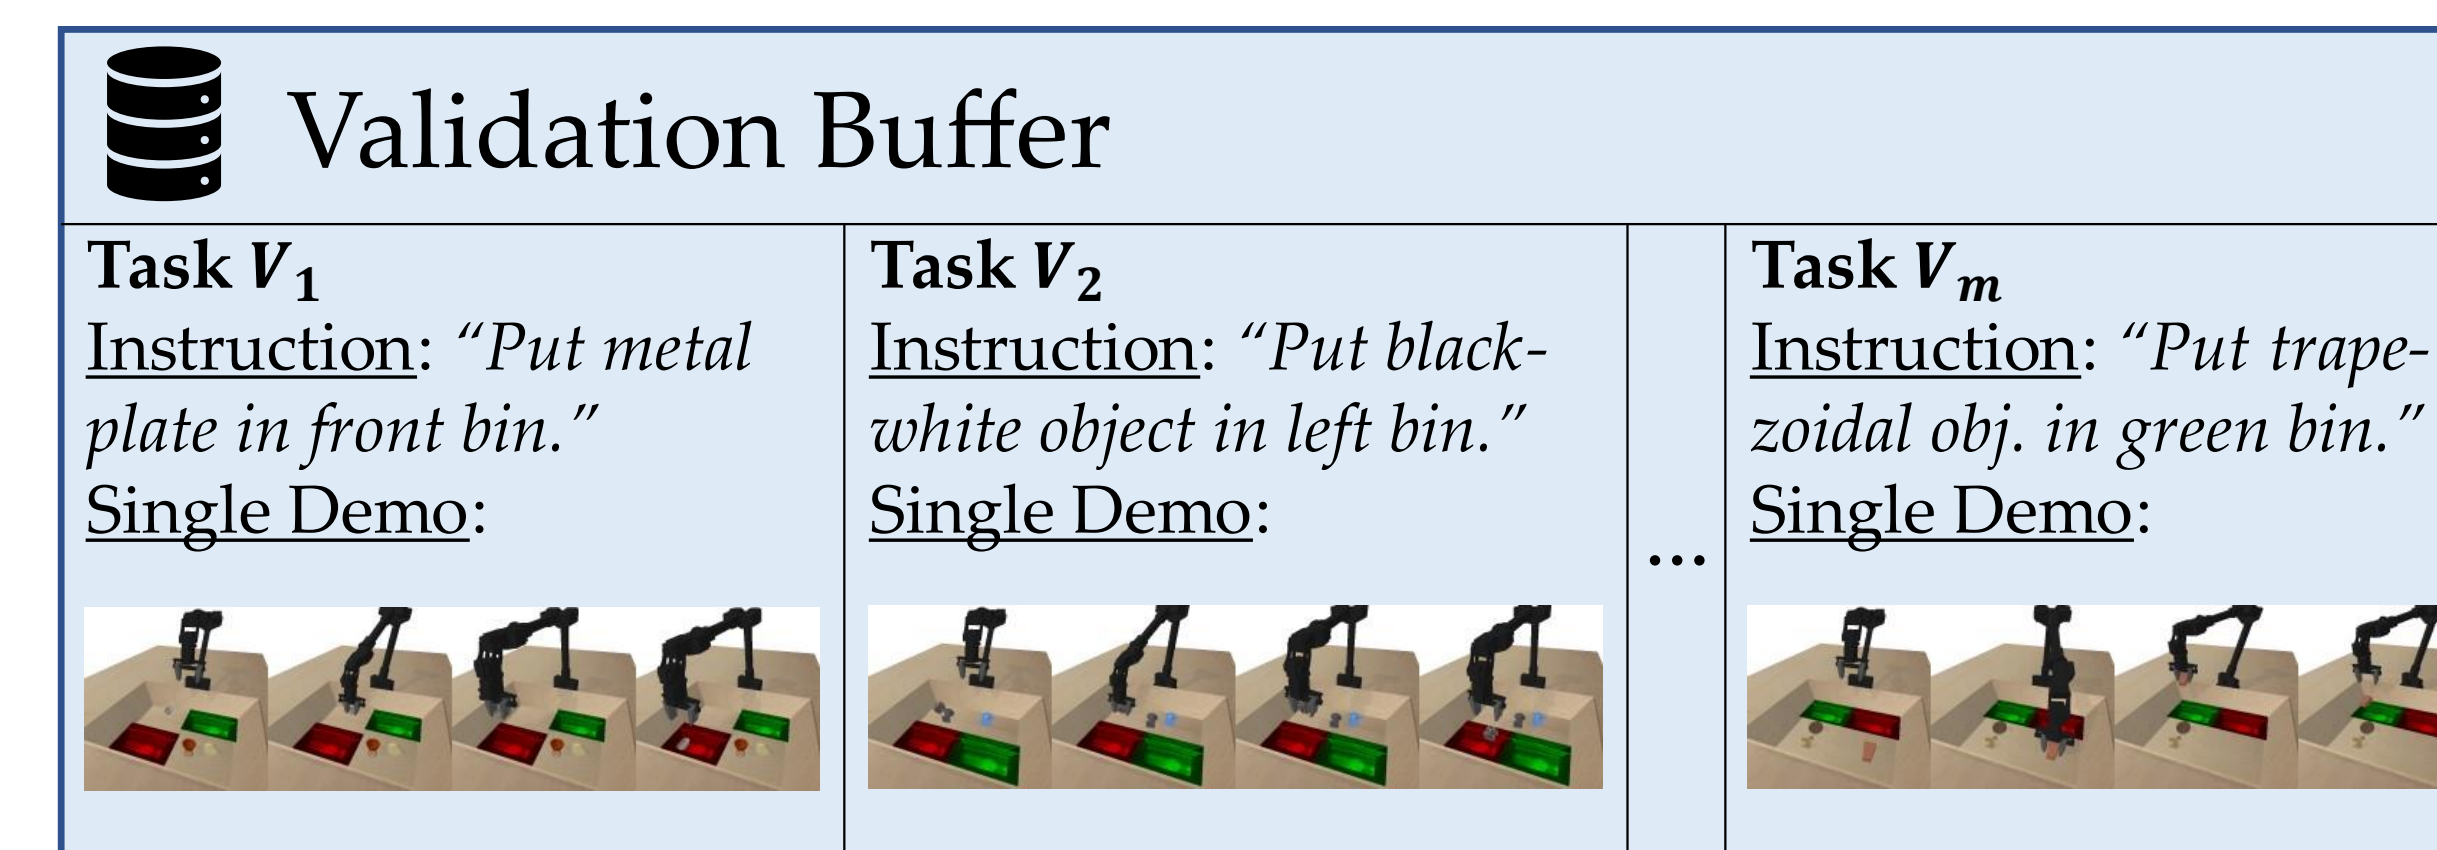 Validation Buffer
Task V₁
Instruction: “Put metal
plate in front bin.”
Single Demo:
Task V₂
Instruction: “Put black-
white object in left bin.”
Single Demo:
...
Task Vₘ
Instruction: “Put trape-
zoidal obj. in green bin.”
Single Demo: